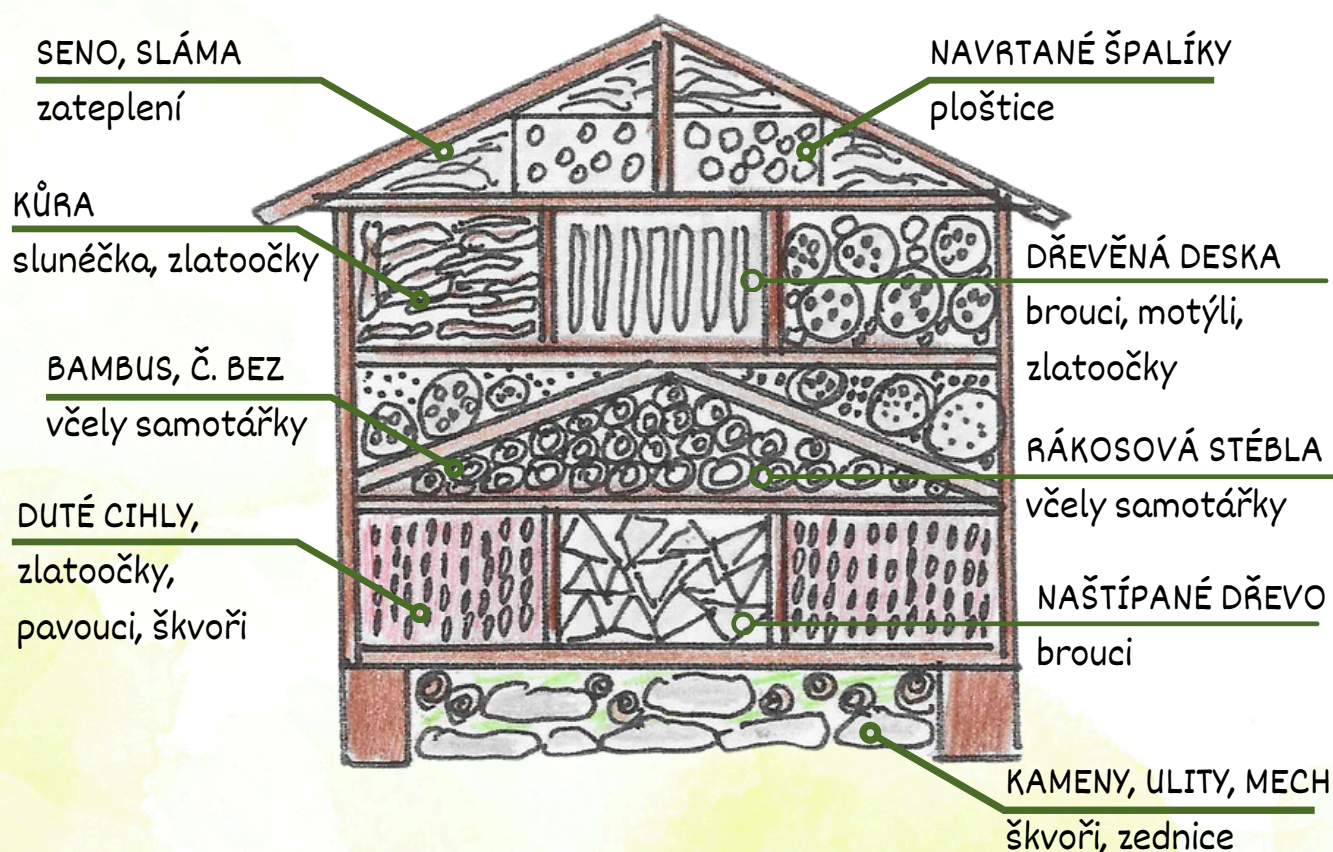 SENO, SLÁMA
zateplení
NAVRTANÉ ŠPALÍKY
ploštice
KŮRA
slunéčka, zlatoočky
DŘEVĚNÁ DESKA
brouci, motýli,
zlatoočky
BAMBUS, Č. BEZ
včely samotářky
RÁKOSOVÁ STÉBLA
včely samotářky
DUTÉ CIHLY,
zlatoočky,
pavouci, škvoři
NAŠTÍPANÉ DŘEVO
brouci
KAMENY, ULITY, MECH
škvoři, zednice